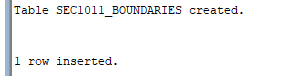 Table SEC1011_BOUNDARIES created.
1 row inserted.